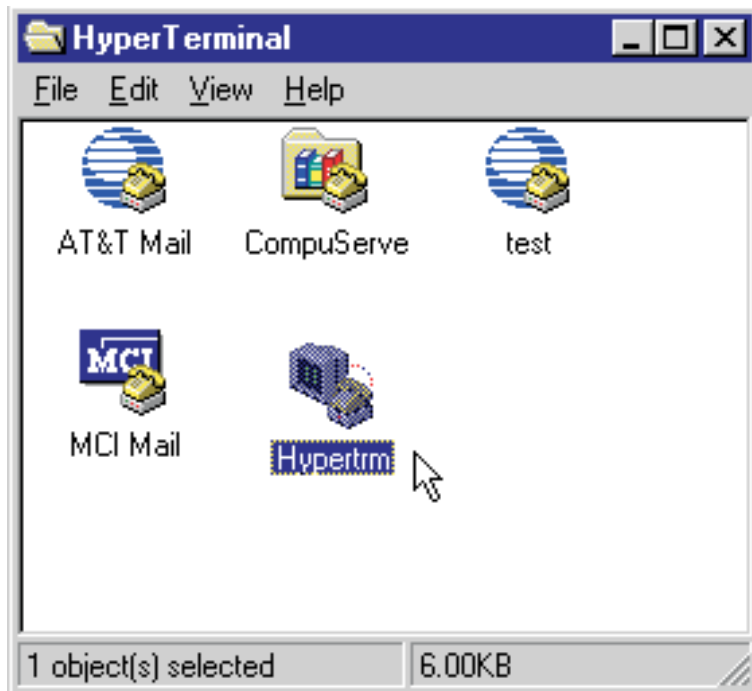 HyperTerminal
File Edit View Help
AT&T Mail CompuServe test
MCI
MCI Mail Hypertrm
1 object(s) selected 6.00KB